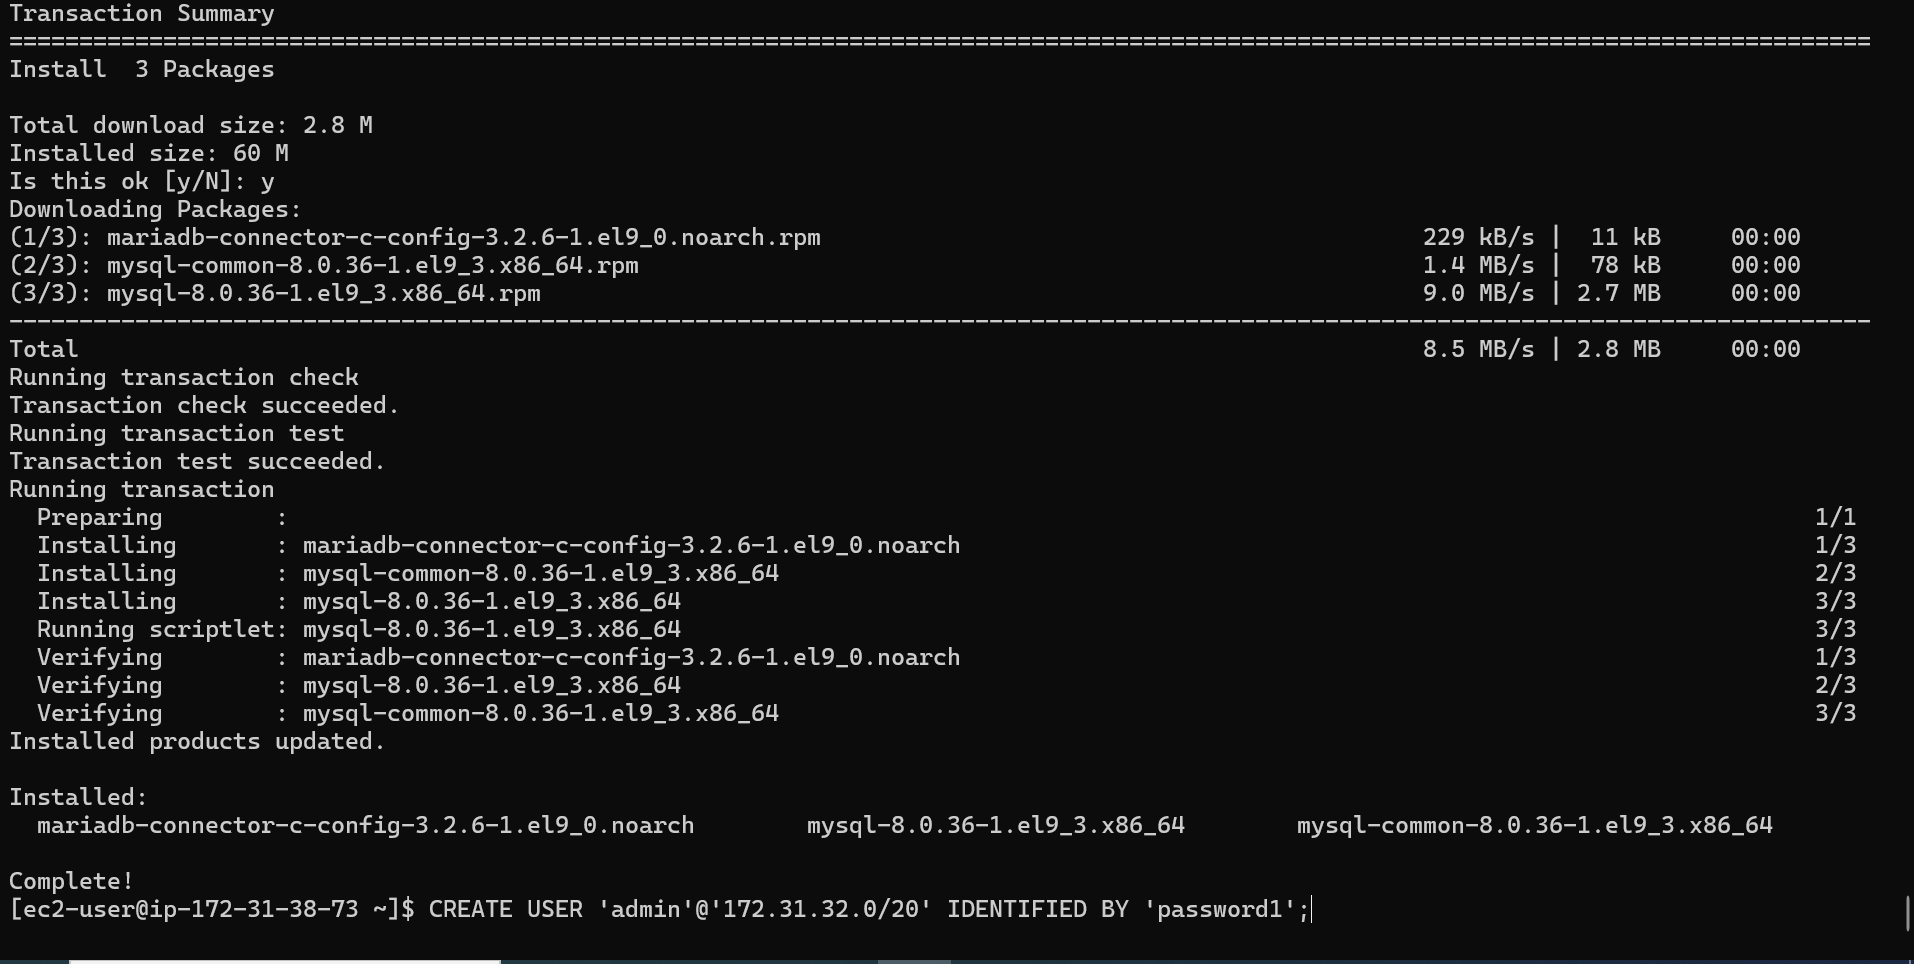 Transaction Summary
=====================================================================================================================================
Install  3 Packages
Total download size: 2.8 M
Installed size: 60 M
Is this ok [y/N]: y
Downloading Packages:
(1/3): mariadb-connector-c-config-3.2.6-1.el9_0.noarch.rpm 229 kB/s |  11 kB     00:00
(2/3): mysql-common-8.0.36-1.el9_3.x86_64.rpm 1.4 MB/s |  78 kB     00:00
(3/3): mysql-8.0.36-1.el9_3.x86_64.rpm 9.0 MB/s | 2.7 MB     00:00
-------------------------------------------------------------------------------------------------------------------------------------
Total 8.5 MB/s | 2.8 MB     00:00
Running transaction check
Transaction check succeeded.
Running transaction test
Transaction test succeeded.
Running transaction
  Preparing        : 1/1
  Installing       : mariadb-connector-c-config-3.2.6-1.el9_0.noarch 1/3
  Installing       : mysql-common-8.0.36-1.el9_3.x86_64 2/3
  Installing       : mysql-8.0.36-1.el9_3.x86_64 3/3
  Running scriptlet: mysql-8.0.36-1.el9_3.x86_64 3/3
  Verifying        : mariadb-connector-c-config-3.2.6-1.el9_0.noarch 1/3
  Verifying        : mysql-8.0.36-1.el9_3.x86_64 2/3
  Verifying        : mysql-common-8.0.36-1.el9_3.x86_64 3/3
Installed products updated.
Installed:
  mariadb-connector-c-config-3.2.6-1.el9_0.noarch        mysql-8.0.36-1.el9_3.x86_64        mysql-common-8.0.36-1.el9_3.x86_64
Complete!
[ec2-user@ip-172-31-38-73 ~]$ CREATE USER 'admin'@'172.31.32.0/20' IDENTIFIED BY 'password1';